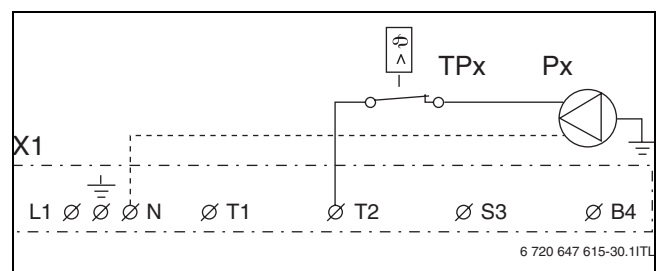 ϑ >
TPx Px
X1
L1 N T1 T2 S3 B4
6 720 647 615-30.1ITL